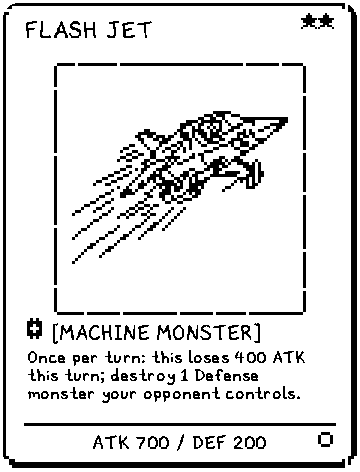 FLASH JET
[MACHINE MONSTER]
Once per turn: this loses 400 ATK
this turn; destroy 1 Defense
monster your opponent controls.
ATK 700 / DEF 200